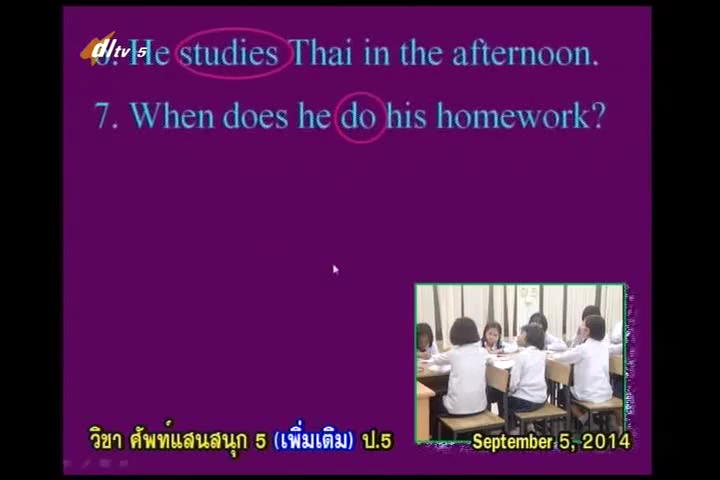 dltv 5
6. He studies Thai in the afternoon.
7. When does he do his homework?
วิชา ศัพท์แสนสนุก 5 (เพิ่มเติม) ป.5
September 5, 2014